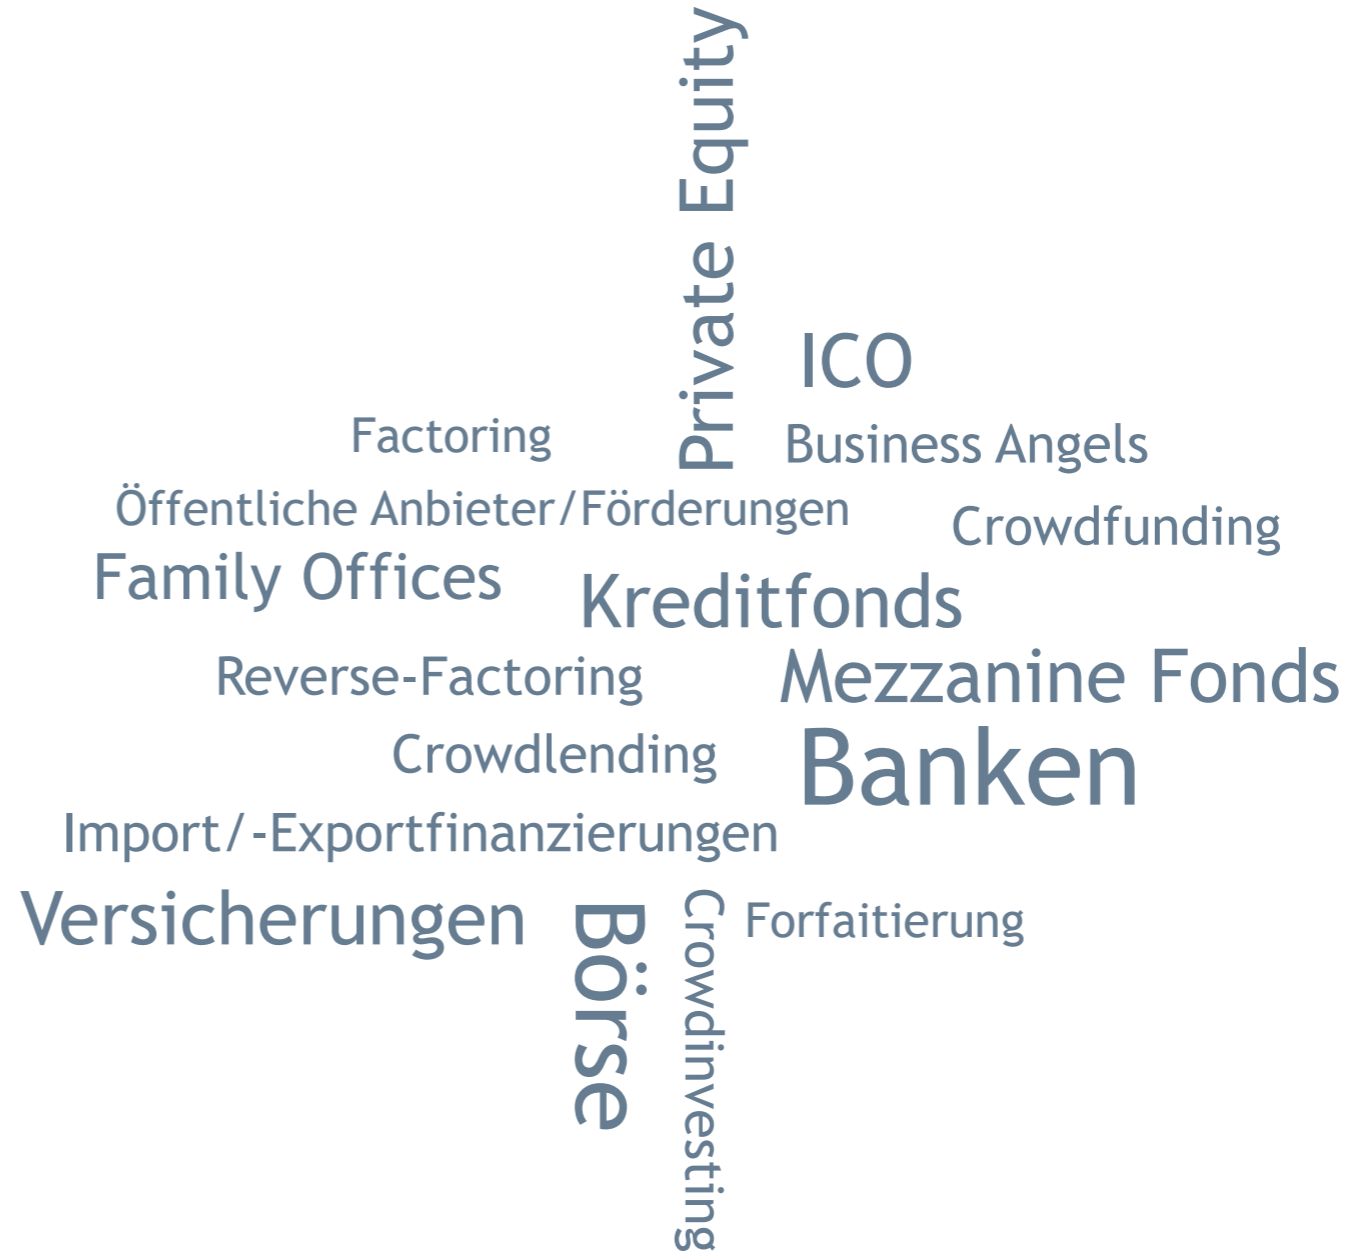 Private Equity
ICO
Factoring
Business Angels
Öffentliche Anbieter/Förderungen
Crowdfunding
Family Offices
Kreditfonds
Reverse-Factoring
Mezzanine Fonds
Crowdlending
Banken
Import/-Exportfinanzierungen
Versicherungen
Börse
Crowdinvesting
Forfaitierung